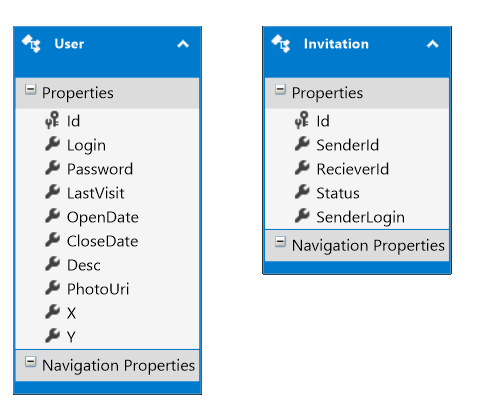 User
Properties
Id
Login
Password
LastVisit
OpenDate
CloseDate
Desc
PhotoUri
X
Y
Navigation Properties
Invitation
Properties
Id
SenderId
RecieverId
Status
SenderLogin
Navigation Properties